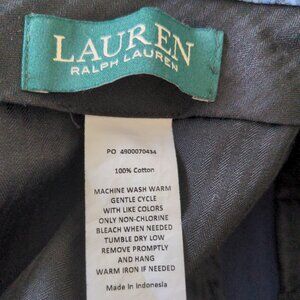 LAUREN
RALPH LAUREN
PO 4900070434
100% Cotton
MACHINE WASH WARM
GENTLE CYCLE
WITH LIKE COLORS
ONLY NON-CHLORINE
BLEACH WHEN NEEDED
TUMBLE DRY LOW
REMOVE PROMPTLY
AND HANG
WARM IRON IF NEEDED
Made In Indonesia